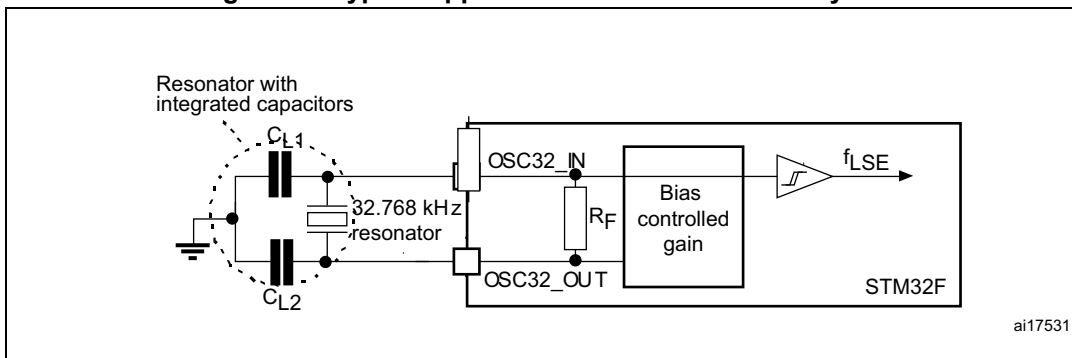 Resonator with
integrated capacitors
CL1
OSC32_IN
fLSE
32.768 kHz
resonator
RF
Bias
controlled
gain
OSC32_OUT
STM32F
CL2
ai17531